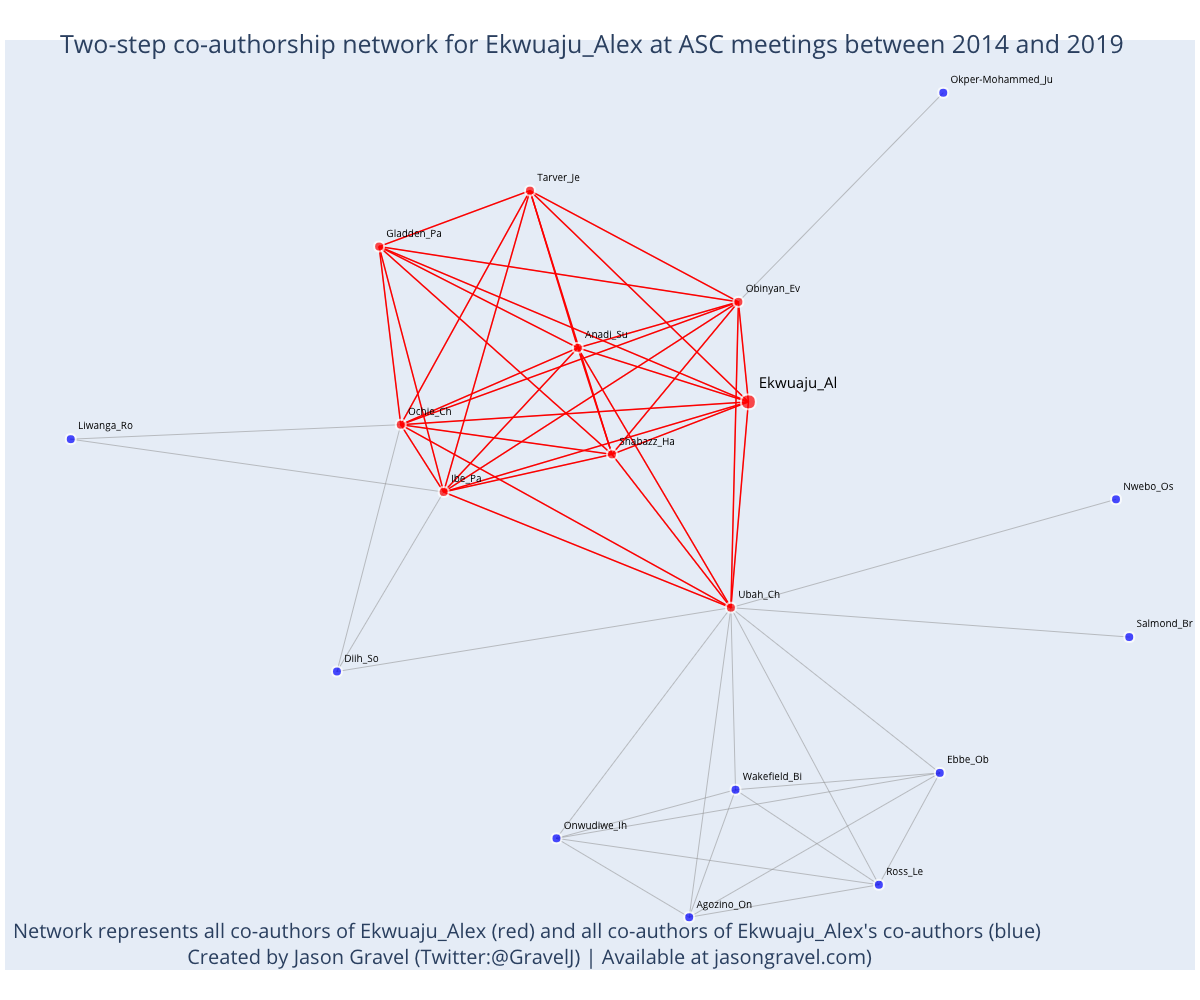 Two-step co-authorship network for Ekwuaju_Alex at ASC meetings between 2014 and 2019
Okper-Mohammed_Ju
Tarver_Je
Gladden_Pa
Obinyan_Ev
Anadi_Su
Ekwuaju_Al
Ochie_Ch
Liwanga_Ro
Shabazz_Ha
Ibe_Pa
Nwebo_Os
Ubah_Ch
Salmond_Br
Diih_So
Ebbe_Ob
Wakefield_Bi
Onwudiwe_Ih
Ross_Le
Agozino_On
Network represents all co-authors of Ekwuaju_Alex (red) and all co-authors of Ekwuaju_Alex's co-authors (blue)
Created by Jason Gravel (Twitter:@GravelJ) | Available at jasongravel.com)